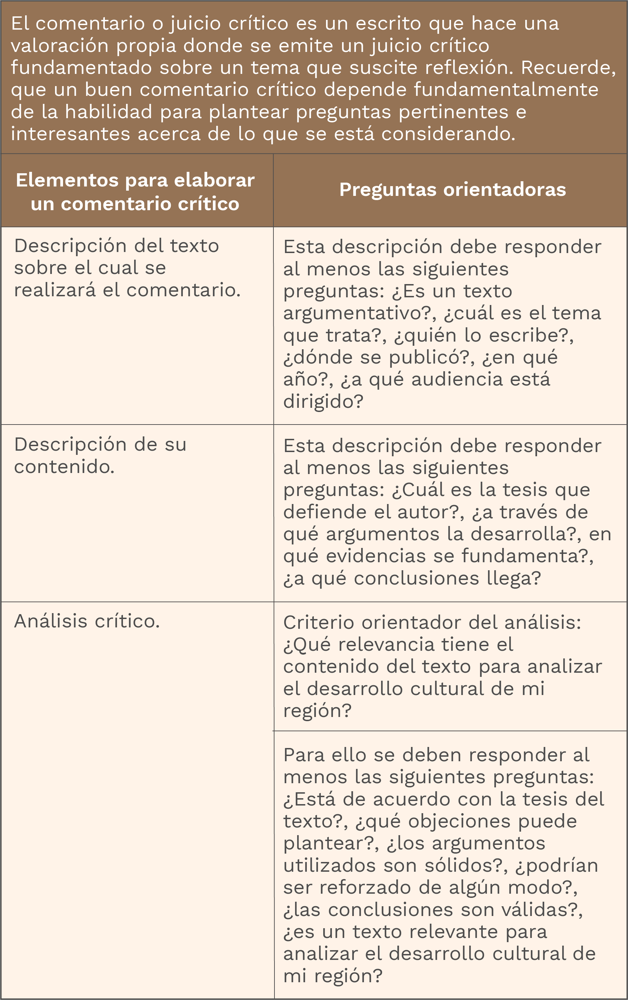 El comentario o juicio crítico es un escrito que hace una
valoración propia donde se emite un juicio crítico
fundamentado sobre un tema que suscite reflexión. Recuerde,
que un buen comentario crítico depende fundamentalmente
de la habilidad para plantear preguntas pertinentes e
interesantes acerca de lo que se está considerando.
Elementos para elaborar
un comentario crítico
Preguntas orientadoras
Descripción del texto
sobre el cual se
realizará el comentario.
Esta descripción debe responder
al menos las siguientes
preguntas: ¿Es un texto
argumentativo?, ¿cuál es el tema
que trata?, ¿quién lo escribe?,
¿dónde se publicó?, ¿en qué
año?, ¿a qué audiencia está
dirigido?
Descripción de su
contenido.
Esta descripción debe responder
al menos las siguientes
preguntas: ¿Cuál es la tesis que
defiende el autor?, ¿a través de
qué argumentos la desarrolla?, en
qué evidencias se fundamenta?,
¿a qué conclusiones llega?
Análisis crítico.
Criterio orientador del análisis:
¿Qué relevancia tiene el
contenido del texto para analizar
el desarrollo cultural de mi
región?
Para ello se deben responder al
menos las siguientes preguntas:
¿Está de acuerdo con la tesis del
texto?, ¿qué objeciones puede
plantear?, ¿los argumentos
utilizados son sólidos?, ¿podrían
ser reforzado de algún modo?,
¿las conclusiones son válidas?,
¿es un texto relevante para
analizar el desarrollo cultural de
mi región?